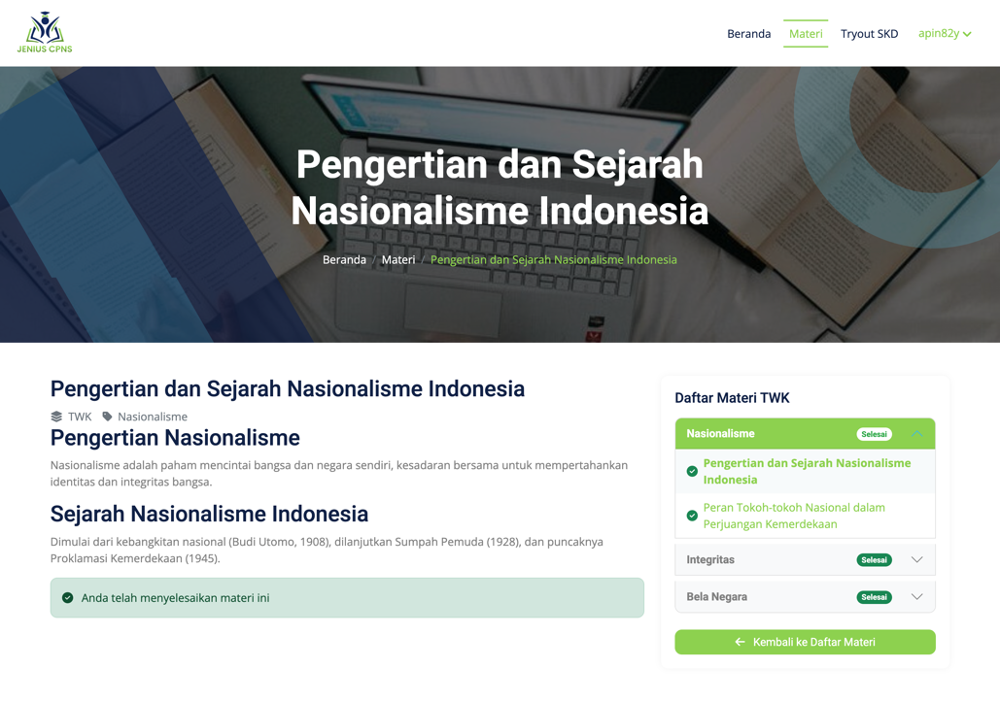 JENIUS CPNS
Beranda
Materi
Tryout SKD
apin82y
Pengertian dan Sejarah
Nasionalisme Indonesia
Beranda / Materi / Pengertian dan Sejarah Nasionalisme Indonesia
Pengertian dan Sejarah Nasionalisme Indonesia
TWK Nasionalisme
Pengertian Nasionalisme
Nasionalisme adalah paham mencintai bangsa dan negara sendiri, kesadaran bersama untuk mempertahankan
identitas dan integritas bangsa.
Sejarah Nasionalisme Indonesia
Dimulai dari kebangkitan nasional (Budi Utomo, 1908), dilanjutkan Sumpah Pemuda (1928), dan puncaknya
Proklamasi Kemerdekaan (1945).
Anda telah menyelesaikan materi ini
Daftar Materi TWK
Nasionalisme Selesai
Pengertian dan Sejarah Nasionalisme
Indonesia
Peran Tokoh-tokoh Nasional dalam
Perjuangan Kemerdekaan
Integritas Selesai
Bela Negara Selesai
Kembali ke Daftar Materi